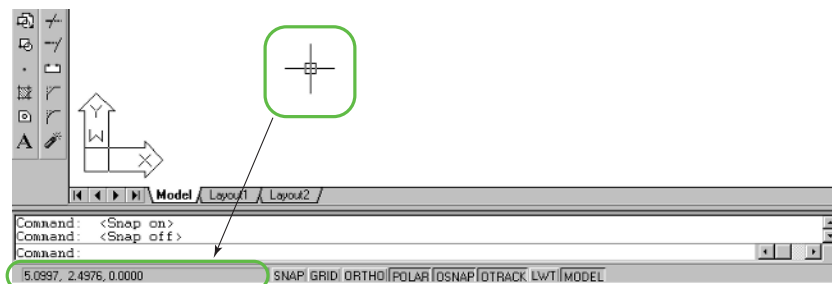 A
Y
W
X
Model Layout1 Layout2
Command: <Snap on>
Command: <Snap off>
Command:
5.0997, 2.4976, 0.0000 SNAP GRID ORTHO POLAR OSNAP OTRACK LWT MODEL